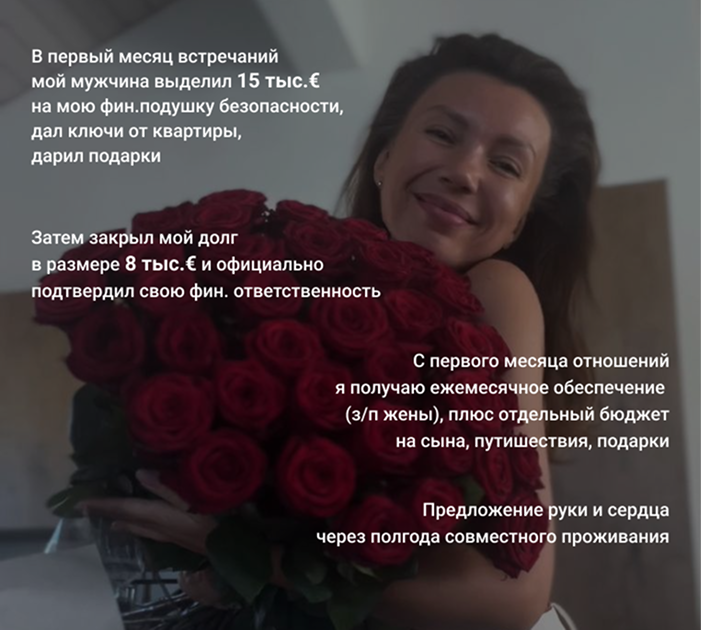 В первый месяц встречаний
мой мужчина выделил 15 тыс.€
на мою фин.подушку безопасности,
дал ключи от квартиры,
дарил подарки
Затем закрыл мой долг
в размере 8 тыс.€ и официально
подтвердил свою фин. ответственность
С первого месяца отношений
я получаю ежемесячное обеспечение
(з/п жены), плюс отдельный бюджет
на сына, путишествия, подарки
Предложение руки и сердца
через полгода совместного проживания